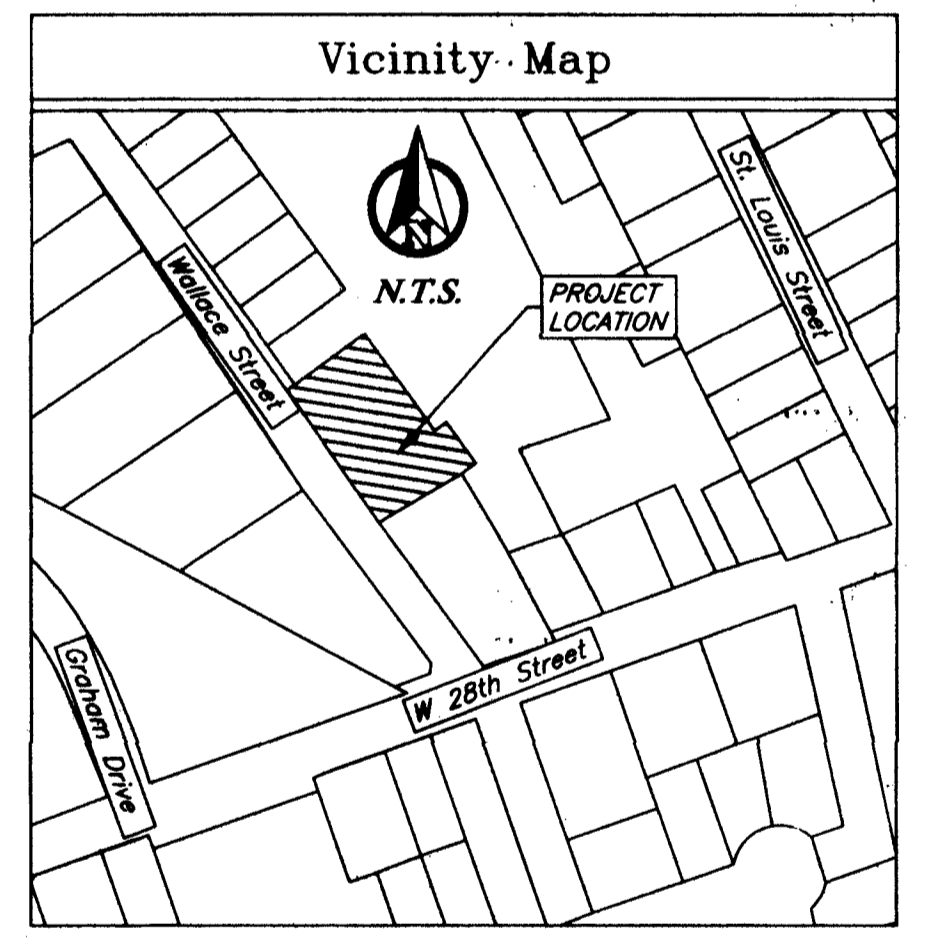 Vicinity Map
N
N.T.S.
PROJECT
LOCATION
St. Louis Street
Wallace Street
W 28th Street
Graham Drive